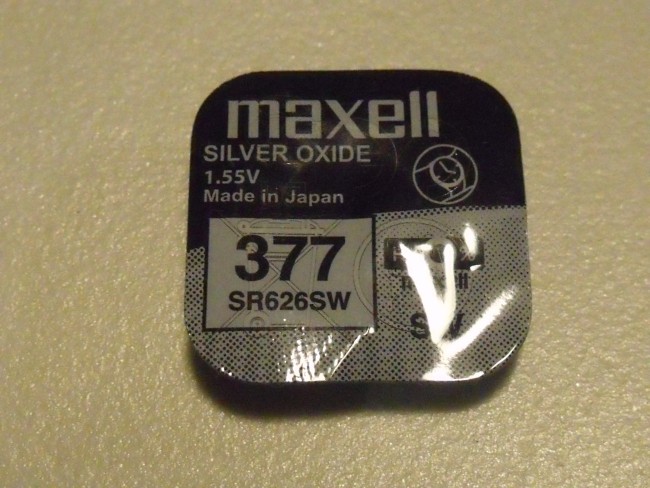 maxell
SILVER OXIDE
1.55V
Made in Japan
377
SR626SW